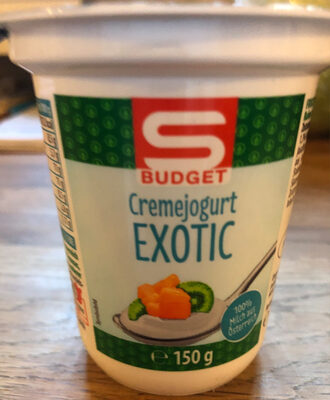 S
BUDGET
Cremejogurt
EXOTIC
100%
Milch aus
Österreich
℮ 150 g